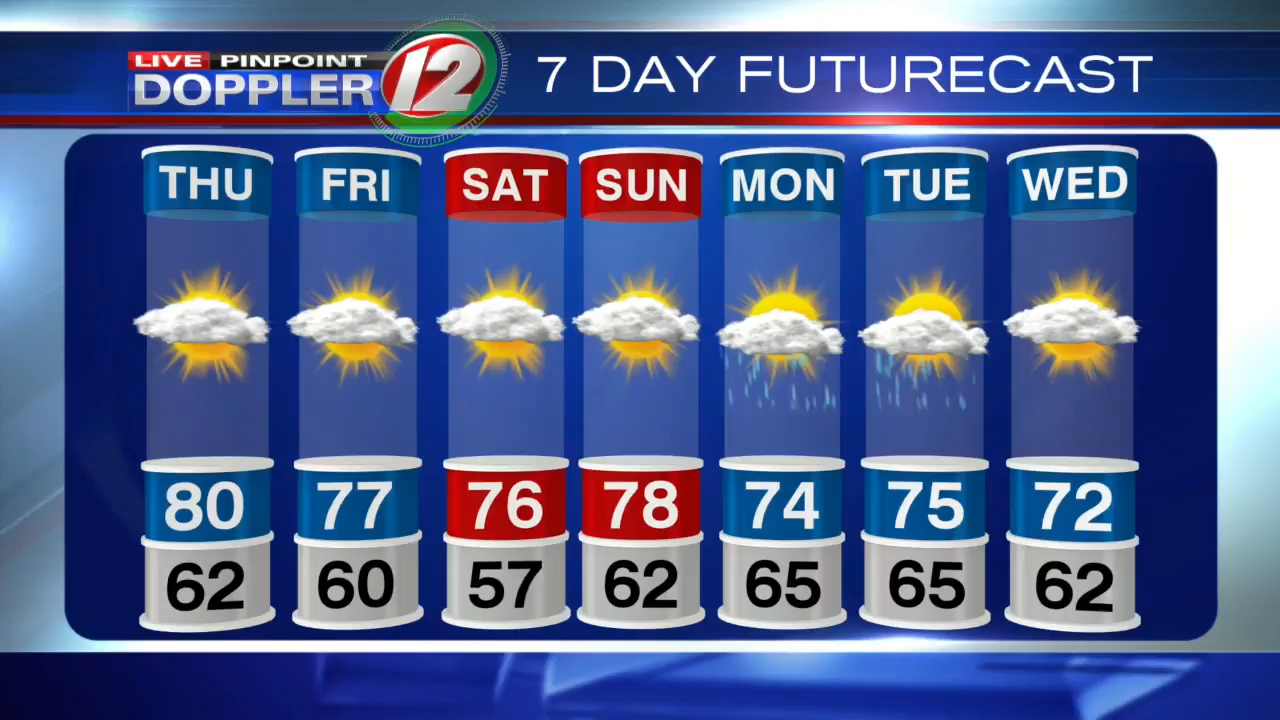 LIVE PINPOINT
DOPPLER 12
7 DAY FUTURECAST
THU FRI SAT SUN MON TUE WED
80 77 76 78 74 75 72
62 60 57 62 65 65 62